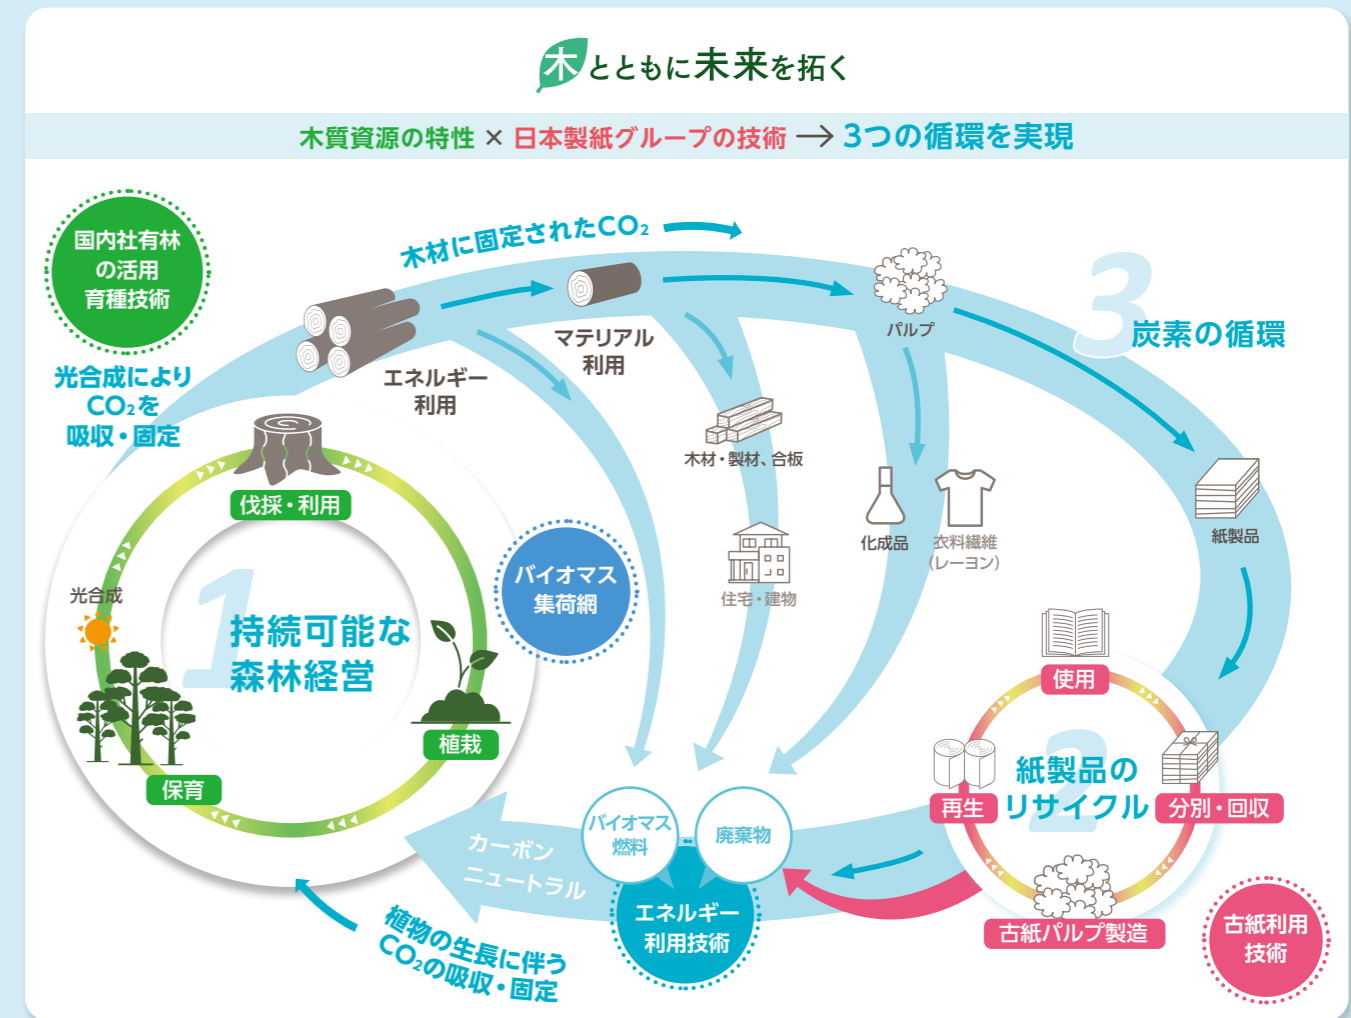 木とともに未来を拓く
木質資源の特性 × 日本製紙グループの技術 → 3つの循環を実現
国内社有林
の活用
育種技術
光合成により
CO₂を
吸収・固定
木材に固定されたCO₂
エネルギー
利用
マテリアル
利用
パルプ
3
炭素の循環
木材・製材、合板
住宅・建物
化成品
衣料繊維
(レーヨン)
紙製品
伐採・利用
光合成
1
持続可能な
森林経営
植栽
保育
バイオマス
集荷網
使用
2
紙製品の
リサイクル
再生
分別・回収
古紙パルプ製造
古紙利用
技術
バイオマス
燃料
廃棄物
エネルギー
利用技術
カーボン
ニュートラル
植物の生長に伴う
CO₂の吸収・固定